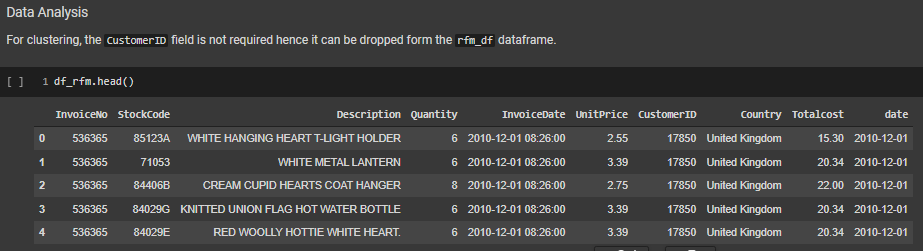 Data Analysis
For clustering, the CustomerID field is not required hence it can be dropped form the rfm_df dataframe.
[ ] 1 df_rfm.head()
InvoiceNo StockCode Description Quantity InvoiceDate UnitPrice CustomerID Country Totalcost date
0 536365 85123A WHITE HANGING HEART T-LIGHT HOLDER 6 2010-12-01 08:26:00 2.55 17850 United Kingdom 15.30 2010-12-01
1 536365 71053 WHITE METAL LANTERN 6 2010-12-01 08:26:00 3.39 17850 United Kingdom 20.34 2010-12-01
2 536365 84406B CREAM CUPID HEARTS COAT HANGER 8 2010-12-01 08:26:00 2.75 17850 United Kingdom 22.00 2010-12-01
3 536365 84029G KNITTED UNION FLAG HOT WATER BOTTLE 6 2010-12-01 08:26:00 3.39 17850 United Kingdom 20.34 2010-12-01
4 536365 84029E RED WOOLLY HOTTIE WHITE HEART. 6 2010-12-01 08:26:00 3.39 17850 United Kingdom 20.34 2010-12-01